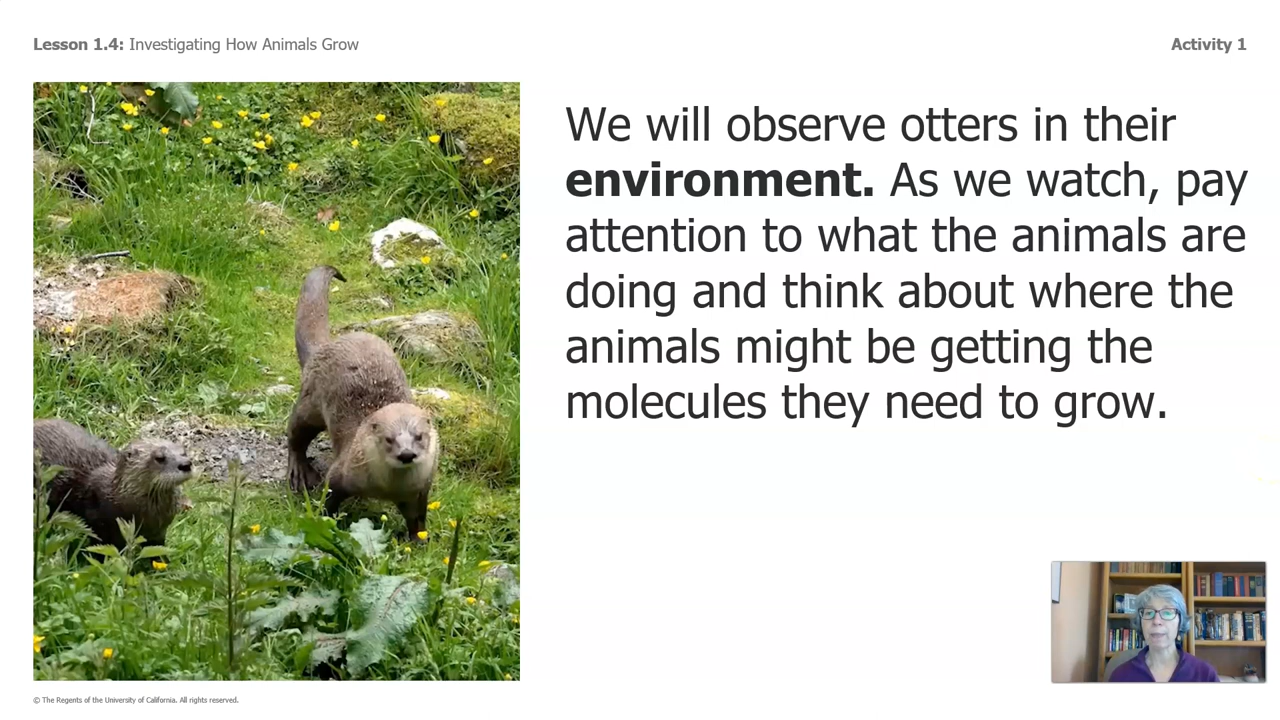 Lesson 1.4: Investigating How Animals Grow
Activity 1
We will observe otters in their
environment. As we watch, pay
attention to what the animals are
doing and think about where the
animals might be getting the
molecules they need to grow.
© The Regents of the University of California. All rights reserved.